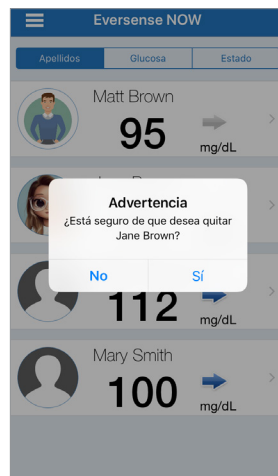 Eversense NOW
Apellidos Glucosa Estado
Matt Brown
95
mg/dL
Advertencia
¿Está seguro de que desea quitar
Jane Brown?
No Sí
112
mg/dL
Mary Smith
100
mg/dL